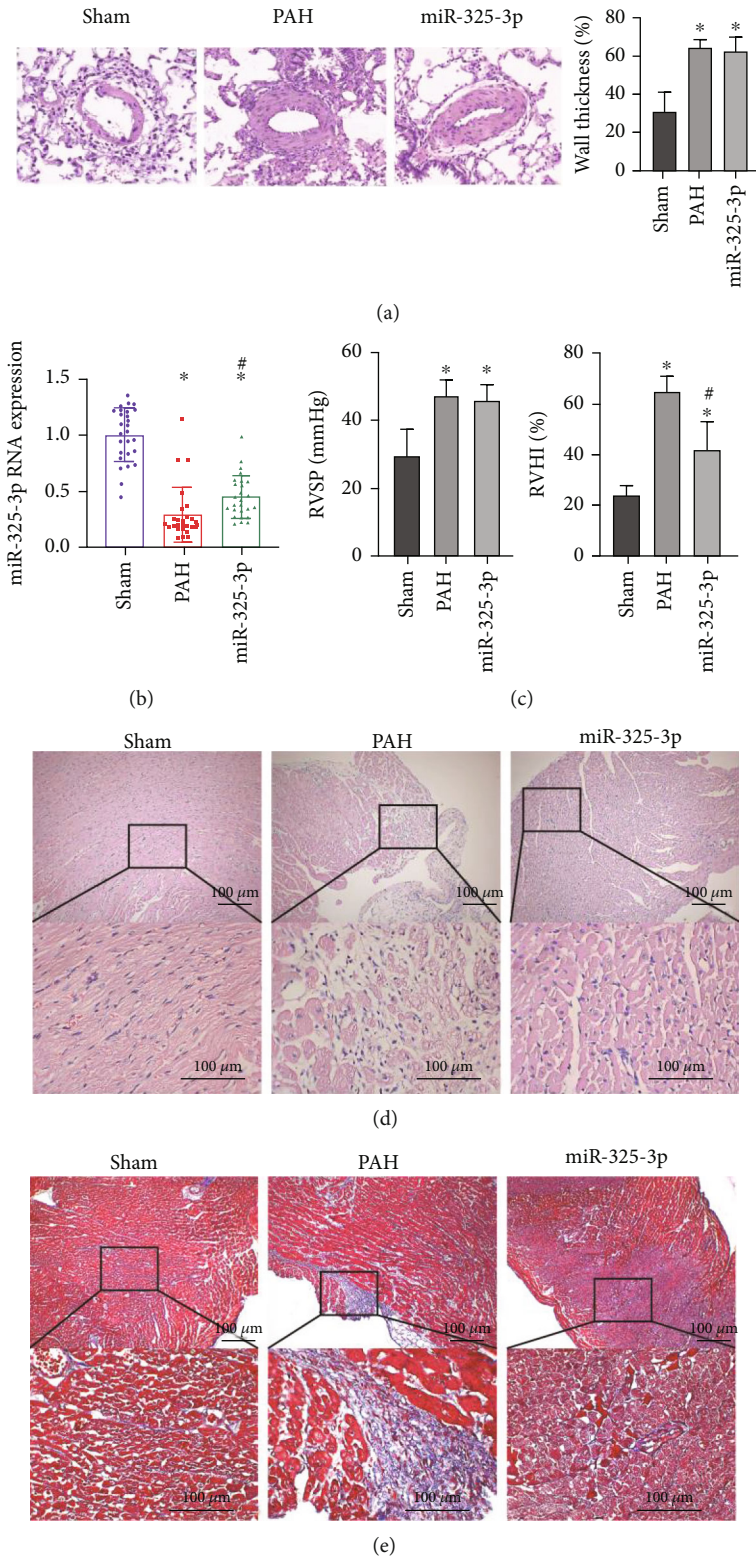 Sham
PAH
miR-325-3p
Wall thickness (%)
80
60
40
20
0
*
*
Sham
PAH
miR-325-3p
(a)
miR-325-3p RNA expression
1.5
1.0
0.5
0.0
*
#
*
Sham
PAH
miR-325-3p
(b)
RVSP (mmHg)
60
40
20
0
*
*
Sham
PAH
miR-325-3p
RVHI (%)
80
60
40
20
0
*
#
*
Sham
PAH
miR-325-3p
(c)
Sham
PAH
miR-325-3p
100 μm
100 μm
100 μm
100 μm
100 μm
100 μm
(d)
Sham
PAH
miR-325-3p
100 μm
100 μm
100 μm
100 μm
100 μm
100 μm
(e)